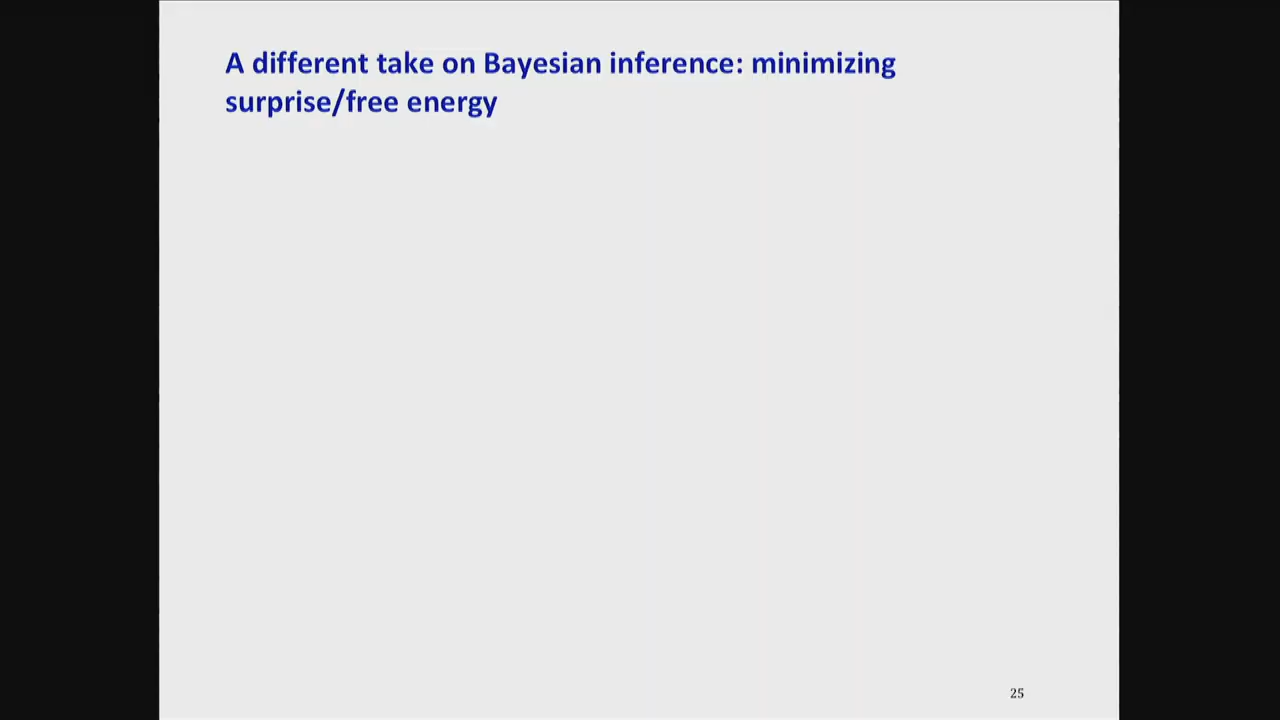 A different take on Bayesian inference: minimizing
surprise/free energy
25